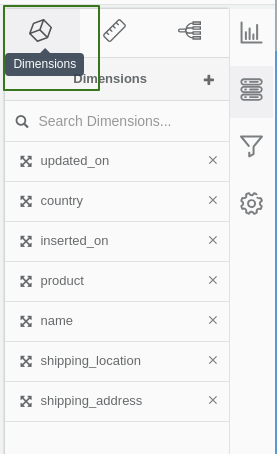 Dimensions
Dimensions
Search Dimensions...
updated_on
country
inserted_on
product
name
shipping_location
shipping_address